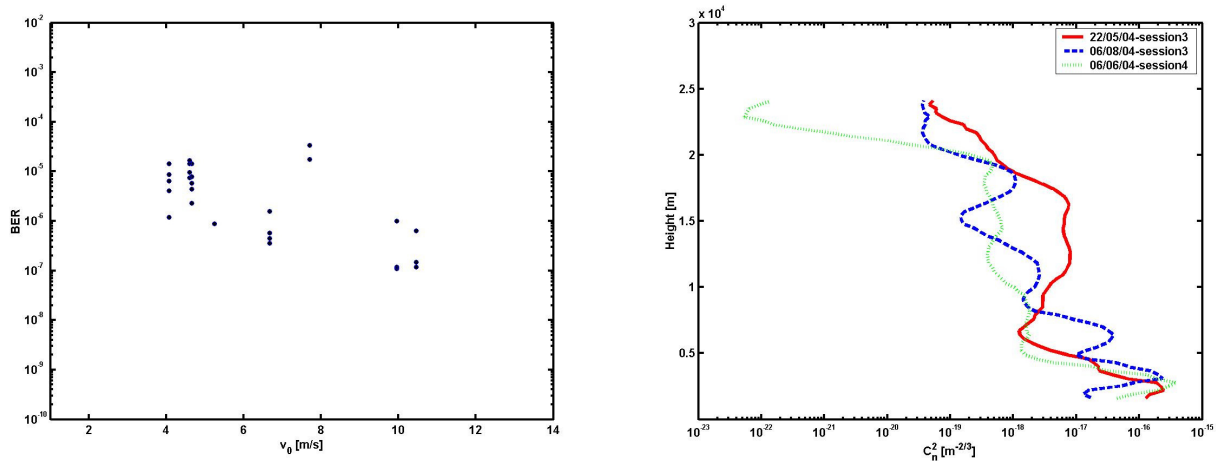 10^-2
10^-3
10^-4
10^-5
10^-6
10^-7
10^-8
10^-9
10^-10
BER
2 4 6 8 10 12 14
v_0 [m/s]
3 x 10^4
2.5
2
1.5
1
0.5
Height [m]
22/05/04-session3
06/08/04-session3
06/06/04-session4
10^-23 10^-22 10^-21 10^-20 10^-19 10^-18 10^-17 10^-16 10^-15
C_n^2 [m^-2/3]